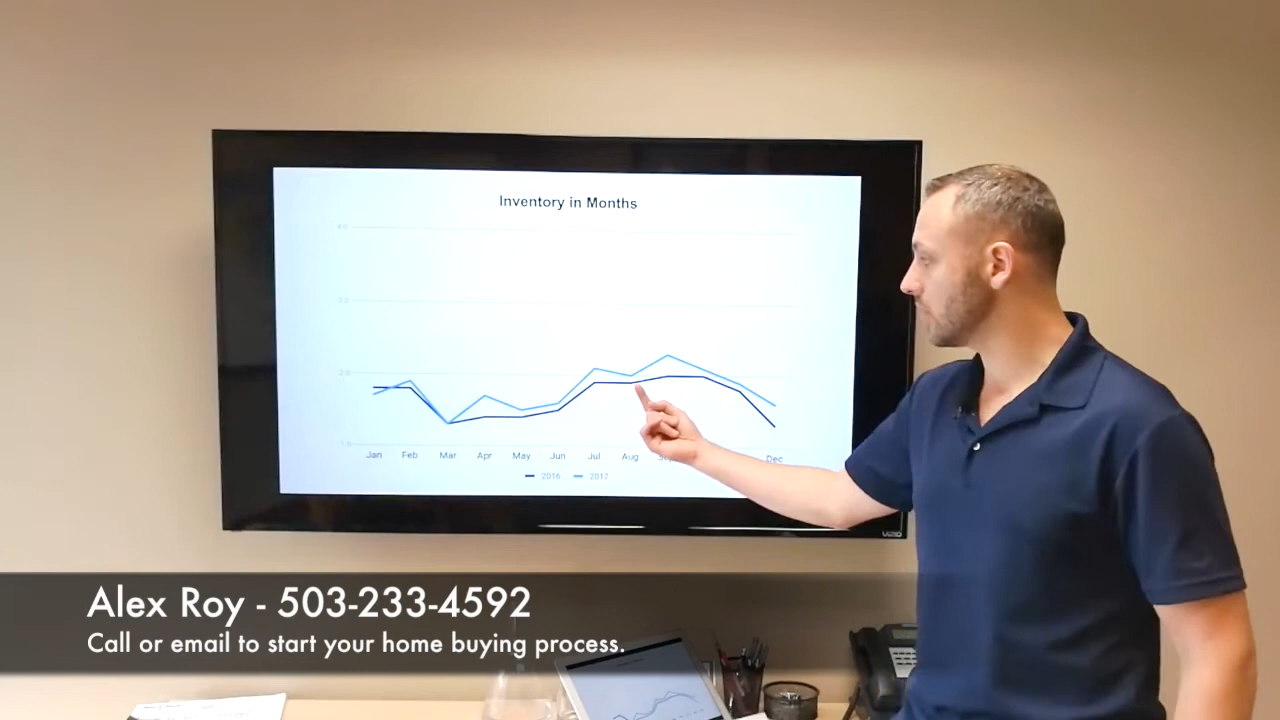 Inventory in Months
4.0
3.0
2.0
1.0
Jan Feb Mar Apr May Jun Jul Aug Dec
2016 2017
VIZIO
Alex Roy - 503-233-4592
Call or email to start your home buying process.